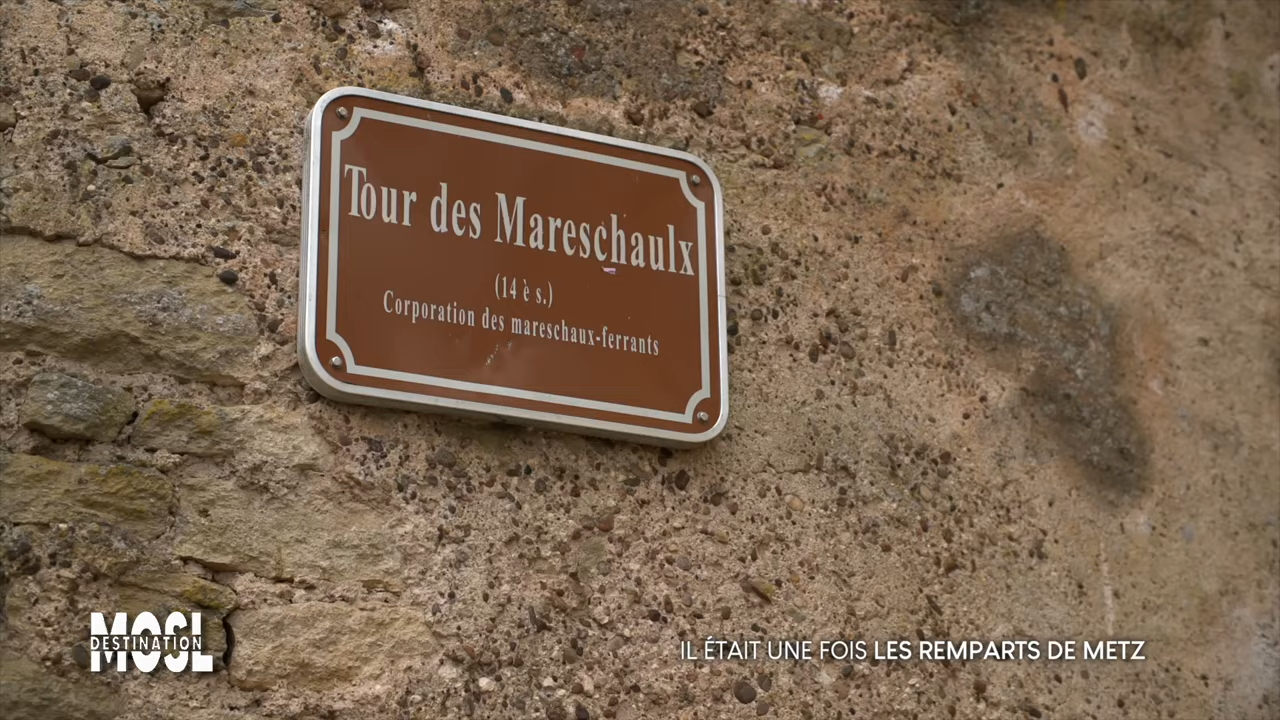 Tour des Mareschaulx
(14 è s.)
Corporation des mareschaux-ferrants
MOSL
DESTINATION
IL ÉTAIT UNE FOIS LES REMPARTS DE METZ